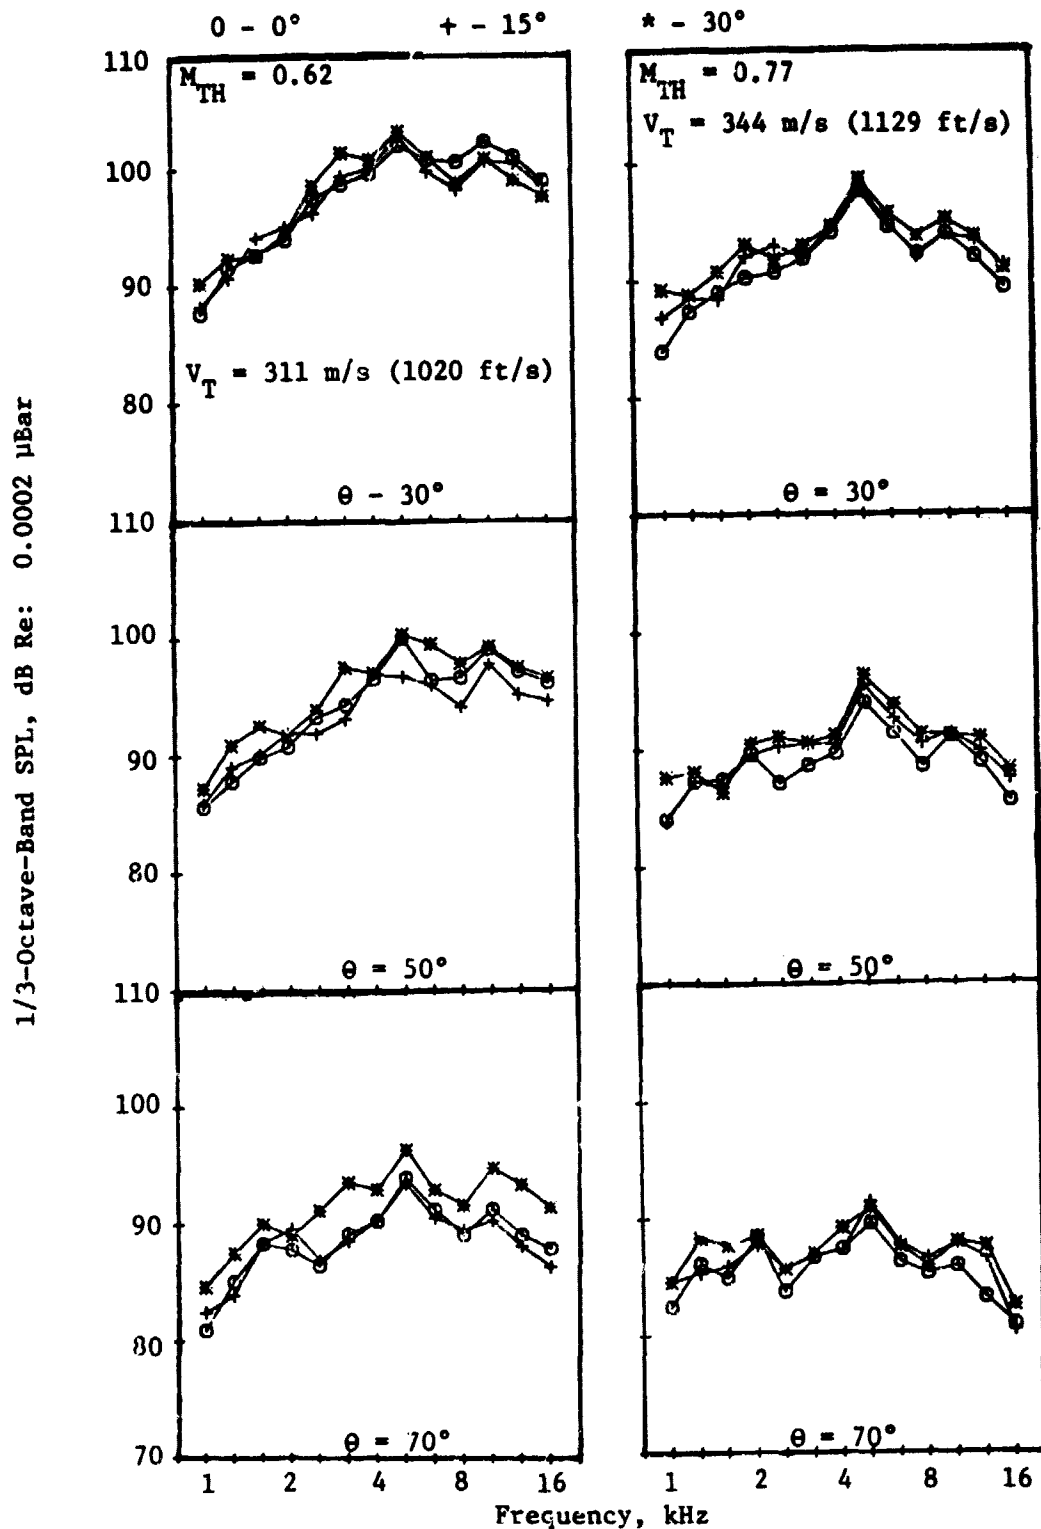 0 - 0° + - 15° * - 30°
110
M_TH = 0.62
M_TH = 0.77
V_T = 344 m/s (1129 ft/s)
100
90
V_T = 311 m/s (1020 ft/s)
80
θ - 30°
θ = 30°
110
100
90
80
θ = 50°
θ = 50°
110
100
90
80
θ = 70°
θ = 70°
70
1 2 4 8 16
1 2 4 8 16
Frequency, kHz
1/3-Octave-Band SPL, dB Re: 0.0002 µBar